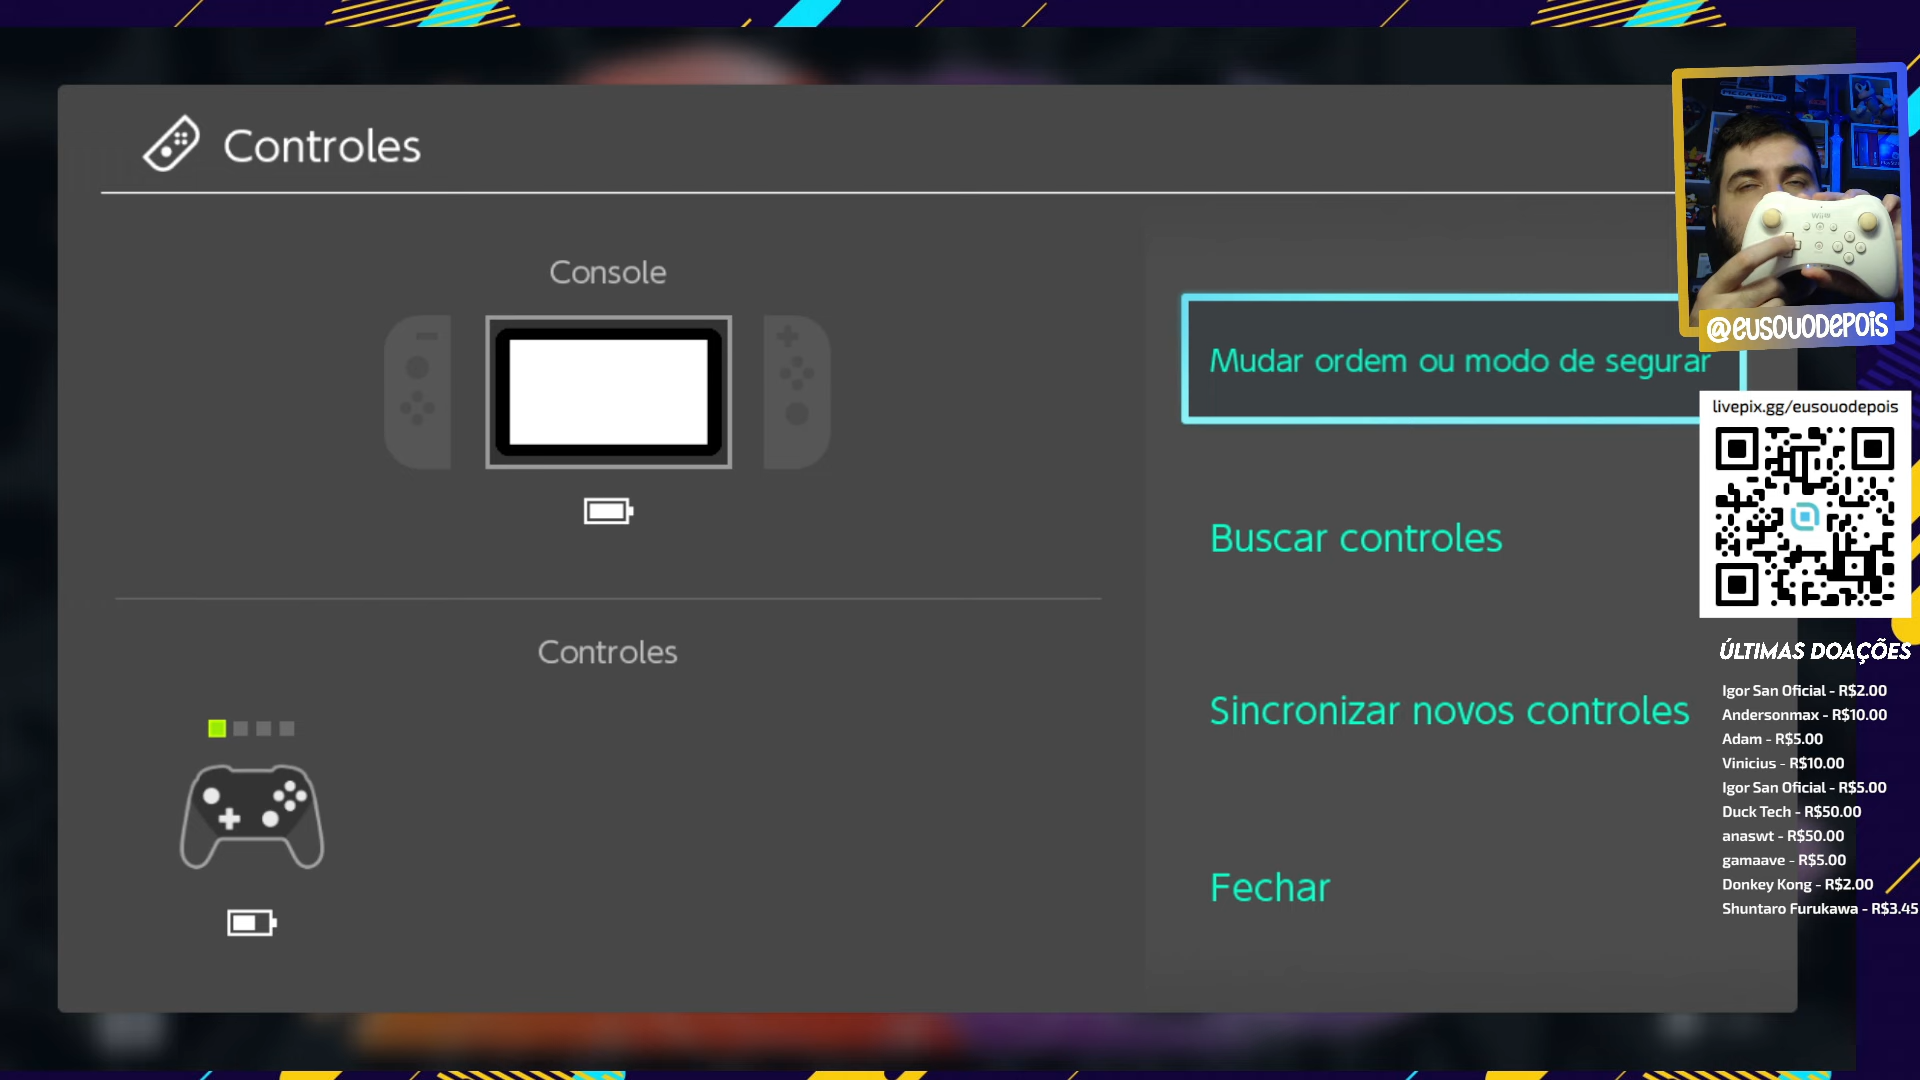 Controles
Console
Controles
Mudar ordem ou modo de segurar
Buscar controles
Sincronizar novos controles
Fechar
MEGA DRIVE
Wii U
@eusouodepois
livepix.gg/eusouodepois
ÚLTIMAS DOAÇÕES
Igor San Oficial - R$2.00
Andersonmax - R$10.00
Adam - R$5.00
Vinicius - R$10.00
Igor San Oficial - R$5.00
Duck Tech - R$50.00
anaswt - R$50.00
gamaave - R$5.00
Donkey Kong - R$2.00
Shuntaro Furukawa - R$3.45